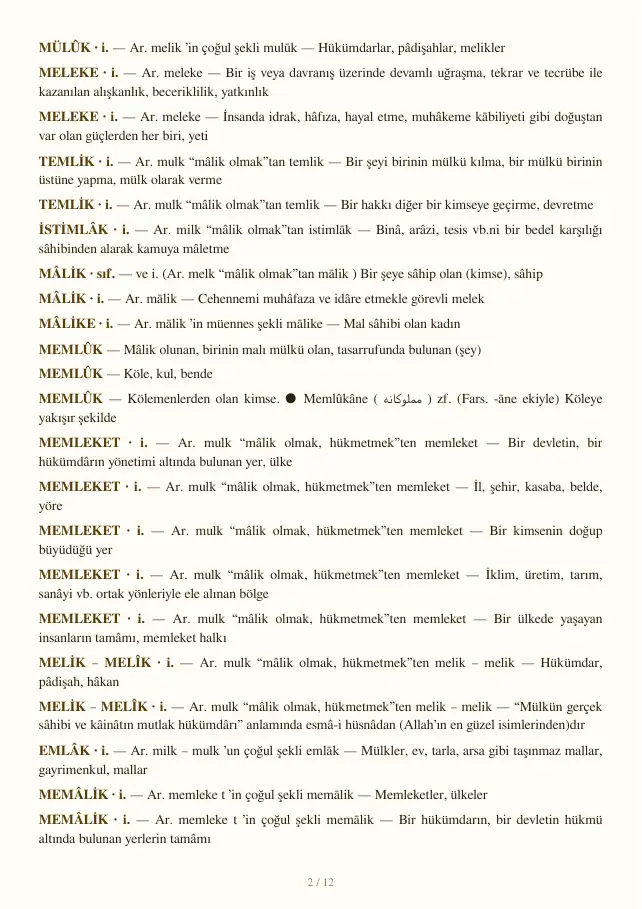 MÜLÛK · i. — Ar. melik ’in çoğul şekli mulūk — Hükümdarlar, pâdişahlar, melikler
MELEKE · i. — Ar. meleke — Bir iş veya davranış üzerinde devamlı uğraşma, tekrar ve tecrübe ile
kazanılan alışkanlık, beceriklilik, yatkınlık
MELEKE · i. — Ar. meleke — İnsanda idrak, hâfıza, hayal etme, muhâkeme kābiliyeti gibi doğuştan
var olan güçlerden her biri, yeti
TEMLİK · i. — Ar. mulk “mâlik olmak”tan temlik — Bir şeyi birinin mülkü kılma, bir mülkü birinin
üstüne yapma, mülk olarak verme
TEMLİK · i. — Ar. mulk “mâlik olmak”tan temlik — Bir hakkı diğer bir kimseye geçirme, devretme
İSTİMLÂK · i. — Ar. milk “mâlik olmak”tan istimlāk — Binâ, arâzi, tesis vb.ni bir bedel karşılığı
sâhibinden alarak kamuya mâletme
MÂLİK · sıf. — ve i. (Ar. melk “mâlik olmak”tan mālik ) Bir şeye sâhip olan (kimse), sâhip
MÂLİK · i. — Ar. mālik — Cehennemi muhâfaza ve idâre etmekle görevli melek
MÂLİKE · i. — Ar. mālik ’in müennes şekli mālike — Mal sâhibi olan kadın
MEMLÛK — Mâlik olunan, birinin malı mülkü olan, tasarrufunda bulunan (şey)
MEMLÛK — Köle, kul, bende
MEMLÛK — Kölemenlerden olan kimse. ● Memlûkâne ( مملوكانه ) zf. (Fars. -āne ekiyle) Köleye
yakışır şekilde
MEMLEKET · i. — Ar. mulk “mâlik olmak, hükmetmek”ten memleket — Bir devletin, bir
hükümdârın yönetimi altında bulunan yer, ülke
MEMLEKET · i. — Ar. mulk “mâlik olmak, hükmetmek”ten memleket — İl, şehir, kasaba, belde,
yöre
MEMLEKET · i. — Ar. mulk “mâlik olmak, hükmetmek”ten memleket — Bir kimsenin doğup
büyüdüğü yer
MEMLEKET · i. — Ar. mulk “mâlik olmak, hükmetmek”ten memleket — İklim, üretim, tarım,
sanâyi vb. ortak yönleriyle ele alınan bölge
MEMLEKET · i. — Ar. mulk “mâlik olmak, hükmetmek”ten memleket — Bir ülkede yaşayan
insanların tamâmı, memleket halkı
MELİK – MELÎK · i. — Ar. mulk “mâlik olmak, hükmetmek”ten melik – melik — Hükümdar,
pâdişah, hâkan
MELİK – MELÎK · i. — Ar. mulk “mâlik olmak, hükmetmek”ten melik – melik — “Mülkün gerçek
sâhibi ve kâinâtın mutlak hükümdârı” anlamında esmâ-i hüsnâdan (Allah’ın en güzel isimlerinden)dır
EMLÂK · i. — Ar. milk – mulk ’un çoğul şekli emlāk — Mülkler, ev, tarla, arsa gibi taşınmaz mallar,
gayrimenkul, mallar
MEMÂLİK · i. — Ar. memleke t ’in çoğul şekli memālik — Memleketler, ülkeler
MEMÂLİK · i. — Ar. memleke t ’in çoğul şekli memālik — Bir hükümdarın, bir devletin hükmü
altında bulunan yerlerin tamâmı
2 / 12